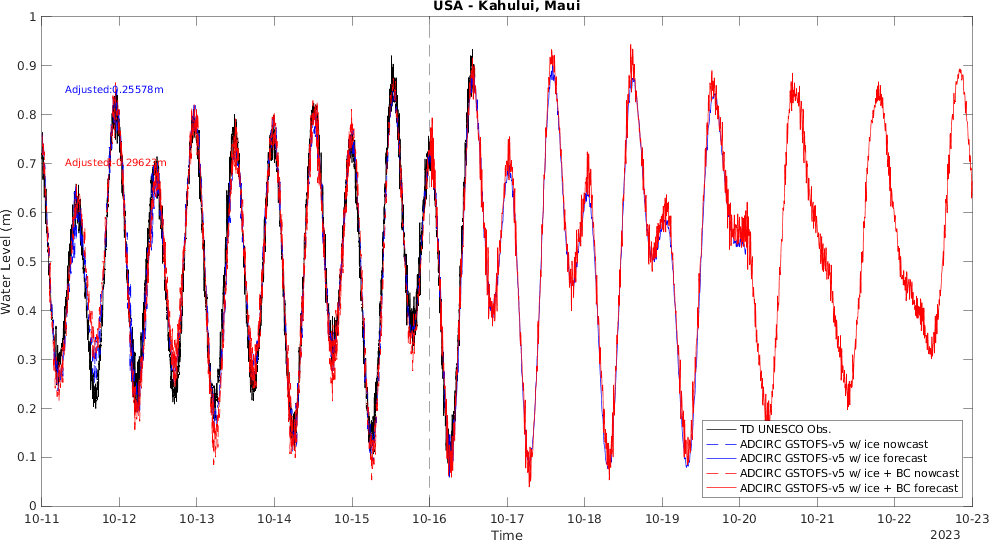 USA - Kahului, Maui
1
0.9
0.8
0.7
0.6
0.5
0.4
0.3
0.2
0.1
0
Water Level (m)
Adjusted:0.25578m
Adjusted:-0.29623m
TD UNESCO Obs.
ADCIRC GSTOFS-v5 w/ ice nowcast
ADCIRC GSTOFS-v5 w/ ice forecast
ADCIRC GSTOFS-v5 w/ ice + BC nowcast
ADCIRC GSTOFS-v5 w/ ice + BC forecast
10-11 10-12 10-13 10-14 10-15 10-16 10-17 10-18 10-19 10-20 10-21 10-22 10-23
Time
2023